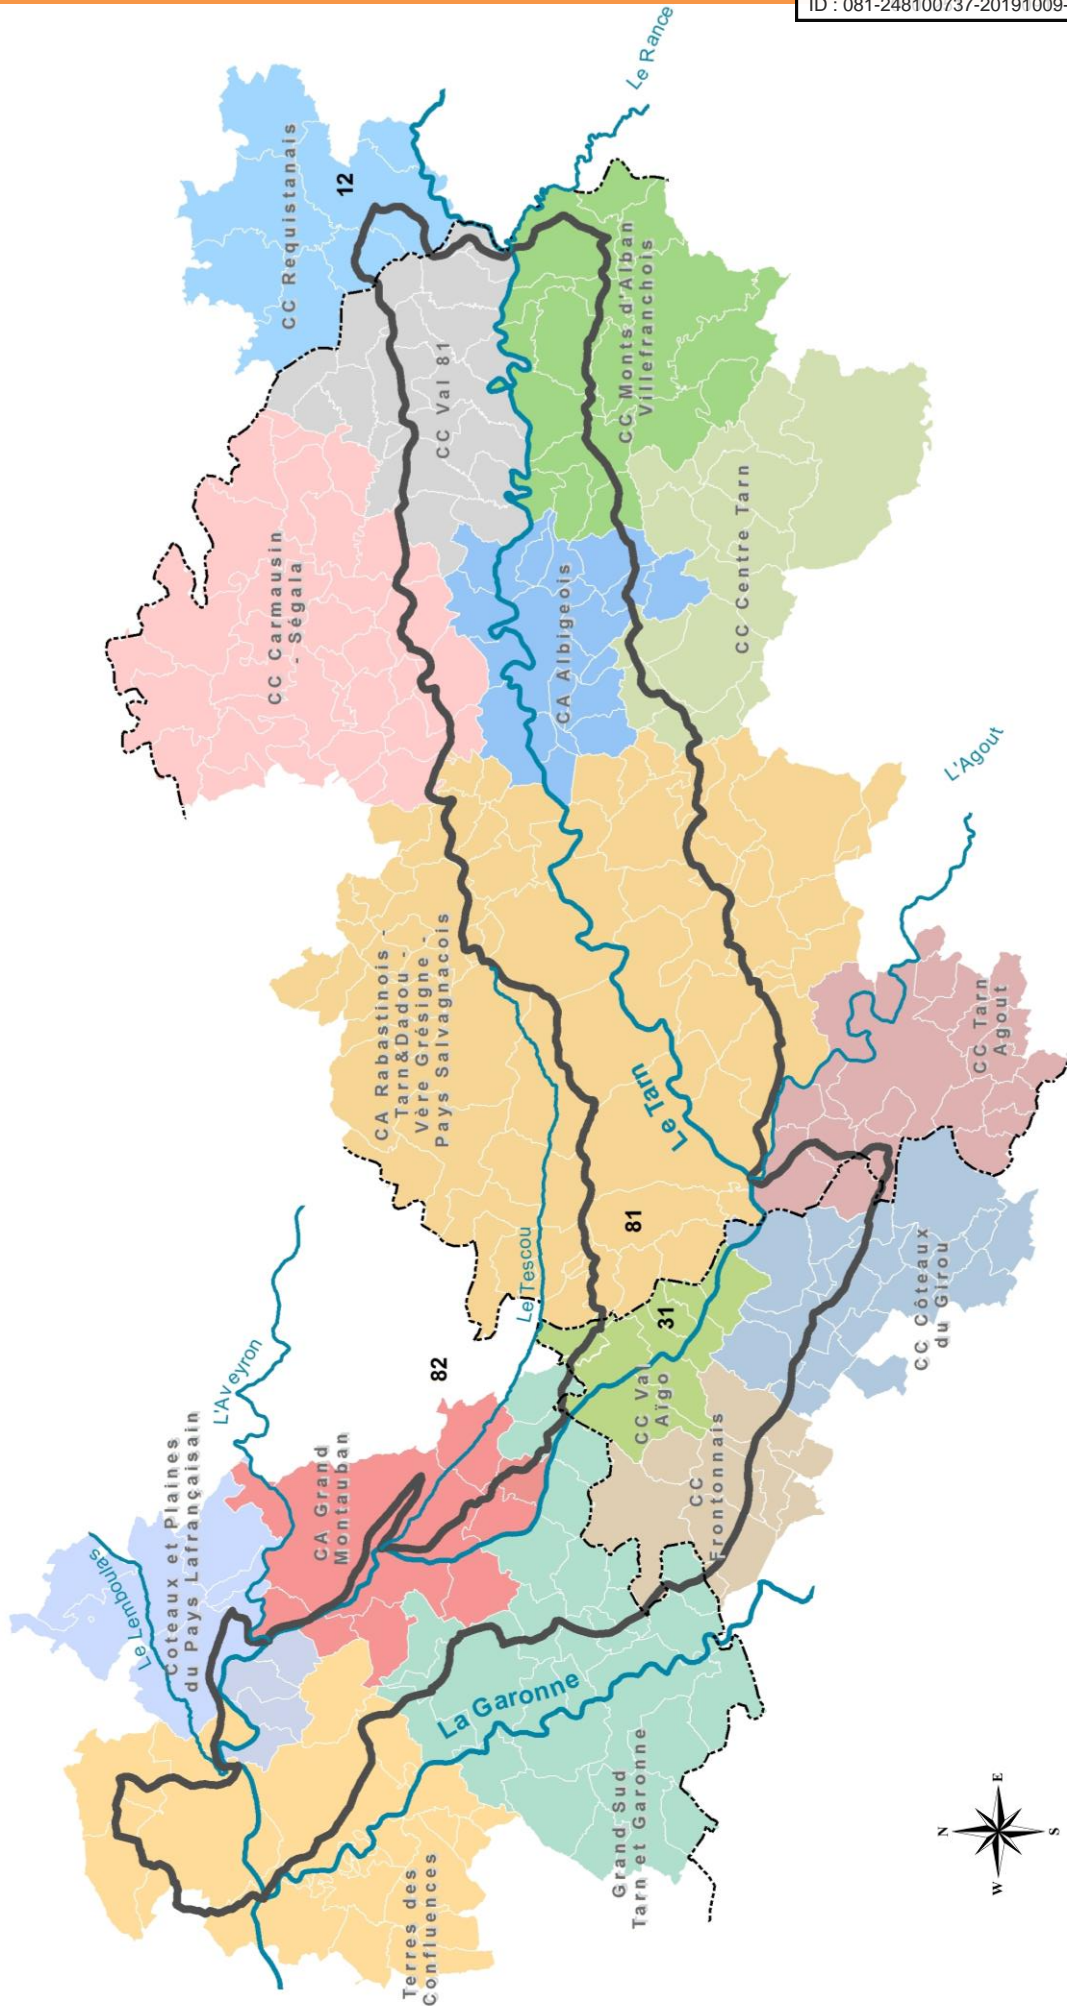 ID : 081-248100737-20191009-
Le Rance
CC Requistanais
12
CC Val 81
CC Monts d'Alban
Villefranchois
CC Carmausin
- Ségala
CA Albigeois
CC Centre Tarn
L'Agout
CA Rabastinois -
Tarn&Dadou -
Vère Grésigne -
Pays Salvagnacois
Le Tarn
CC Tarn
Agout
81
Le Tescou
31
CC Côteaux
du Girou
82
CC Val
Aïgo
L'Aveyron
CC
Frontonnais
CA Grand
Montauban
Coteaux et Plaines
du Pays Lafrançaisain
Le Lemboulas
La Garonne
Grand Sud
Tarn et Garonne
Terres des
Confluences
N
E
S
W